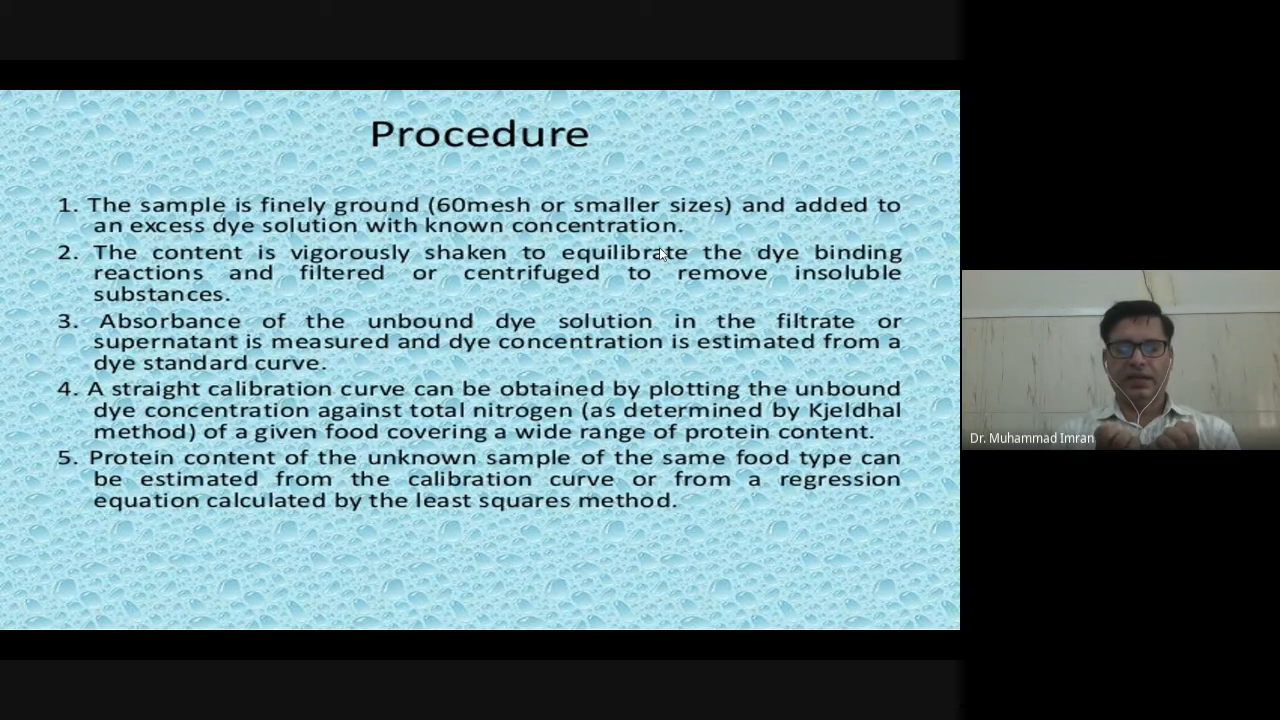 Procedure
1. The sample is finely ground (60mesh or smaller sizes) and added to
an excess dye solution with known concentration.
2. The content is vigorously shaken to equilibrate the dye binding
reactions and filtered or centrifuged to remove insoluble
substances.
3. Absorbance of the unbound dye solution in the filtrate or
supernatant is measured and dye concentration is estimated from a
dye standard curve.
4. A straight calibration curve can be obtained by plotting the unbound
dye concentration against total nitrogen (as determined by Kjeldhal
method) of a given food covering a wide range of protein content.
5. Protein content of the unknown sample of the same food type can
be estimated from the calibration curve or from a regression
equation calculated by the least squares method.
Dr. Muhammad Imran